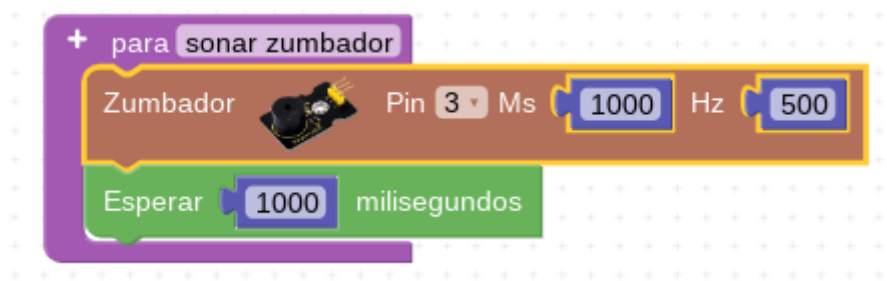 + para sonar zumbador
Zumbador Pin 3 Ms 1000 Hz 500
Esperar 1000 milisegundos